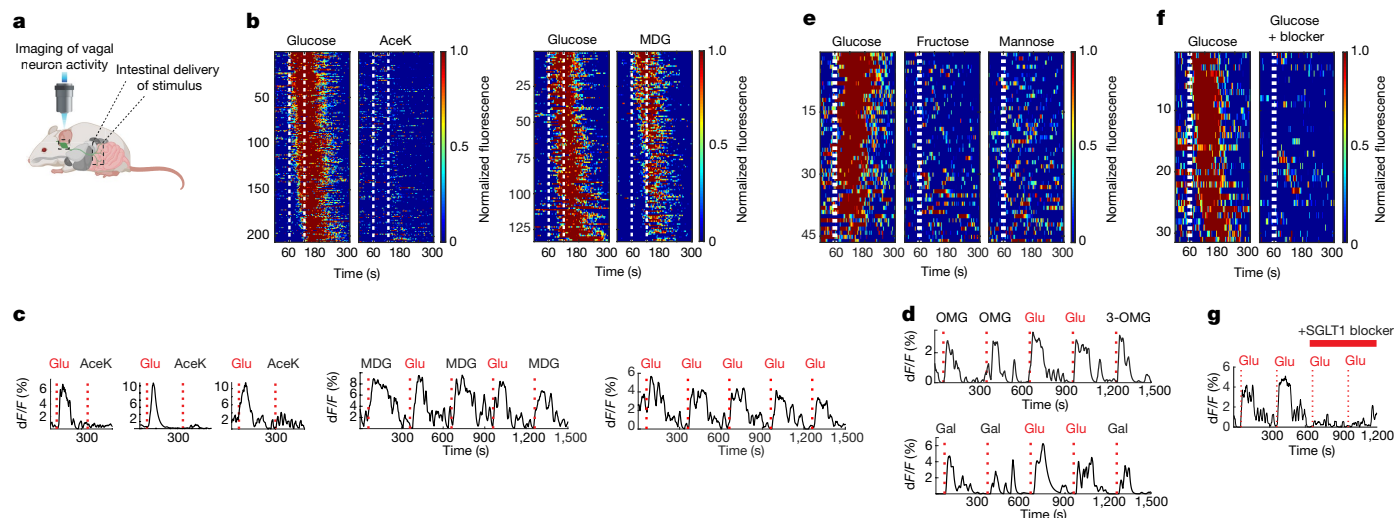 a
Imaging of vagal
neuron activity
Intestinal delivery
of stimulus
b
Glucose
AceK
50
100
150
200
60
180
300
60
180
300
Time (s)
1.0
0.5
0
Normalized fluorescence
Glucose
MDG
25
50
75
100
125
60
180
300
60
180
300
Time (s)
1.0
0.5
0
Normalized fluorescence
c
Glu
AceK
dF/F (%)
6
4
2
300
Glu
AceK
10
6
2
300
Glu
AceK
10
6
2
300
MDG
Glu
MDG
Glu
MDG
dF/F (%)
8
6
4
2
0
300
600
900
1,500
Time (s)
Glu
Glu
Glu
Glu
Glu
dF/F (%)
6
4
2
0
300
600
900
1,500
Time (s)
d
OMG
OMG
Glu
Glu
3-OMG
dF/F (%)
2
0
300
600
900
1,500
Time (s)
Gal
Gal
Glu
Glu
Gal
dF/F (%)
6
4
2
300
600
900
1,500
Time (s)
e
Glucose
Fructose
Mannose
15
30
45
60
180
300
60
180
300
60
180
300
Time (s)
1.0
0.5
0
Normalized fluorescence
f
Glucose
Glucose
+ blocker
10
20
30
60
180
300
60
180
300
Time (s)
1.0
0.5
0
Normalized fluorescence
g
+SGLT1 blocker
Glu
Glu
Glu
Glu
dF/F (%)
6
4
2
0
300
600
900
1,200
Time (s)